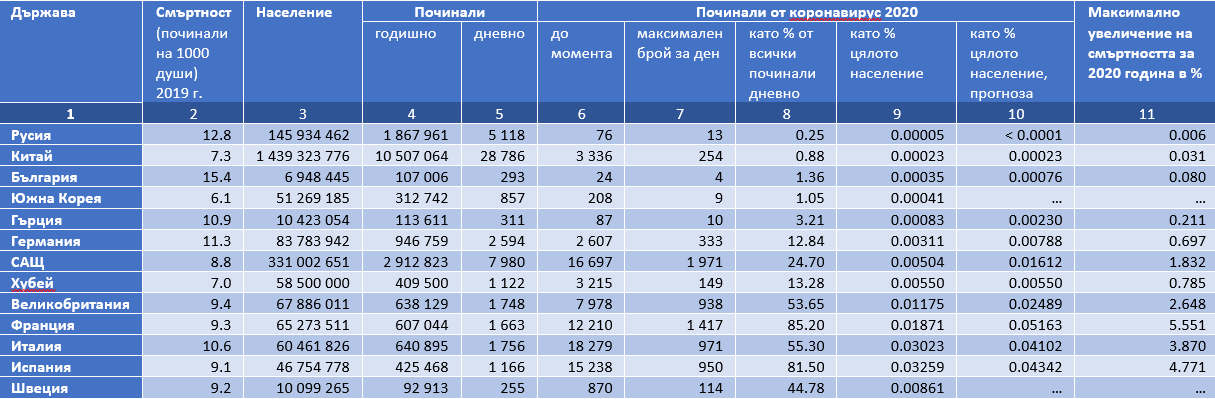 Държава Смъртност (починали на 1000 души) 2019 г. Население Починали Починали от коронавирус 2020 Максимално увеличение на смъртността за 2020 година в %
годишно дневно до момента максимален брой за ден като % от всички починали дневно като % цялото население като % цялото население, прогноза
1 2 3 4 5 6 7 8 9 10 11
Русия 12.8 145 934 462 1 867 961 5 118 76 13 0.25 0.00005 < 0.0001 0.006
Китай 7.3 1 439 323 776 10 507 064 28 786 3 336 254 0.88 0.00023 0.00023 0.031
България 15.4 6 948 445 107 006 293 24 4 1.36 0.00035 0.00076 0.080
Южна Корея 6.1 51 269 185 312 742 857 208 9 1.05 0.00041 ... ...
Гърция 10.9 10 423 054 113 611 311 87 10 3.21 0.00083 0.00230 0.211
Германия 11.3 83 783 942 946 759 2 594 2 607 333 12.84 0.00311 0.00788 0.697
САЩ 8.8 331 002 651 2 912 823 7 980 16 697 1 971 24.70 0.00504 0.01612 1.832
Хубей 7.0 58 500 000 409 500 1 122 3 215 149 13.28 0.00550 0.00550 0.785
Великобритания 9.4 67 886 011 638 129 1 748 7 978 938 53.65 0.01175 0.02489 2.648
Франция 9.3 65 273 511 607 044 1 663 12 210 1 417 85.20 0.01871 0.05163 5.551
Италия 10.6 60 461 826 640 895 1 756 18 279 971 55.30 0.03023 0.04102 3.870
Испания 9.1 46 754 778 425 468 1 166 15 238 950 81.50 0.03259 0.04342 4.771
Швеция 9.2 10 099 265 92 913 255 870 114 44.78 0.00861 ... ...